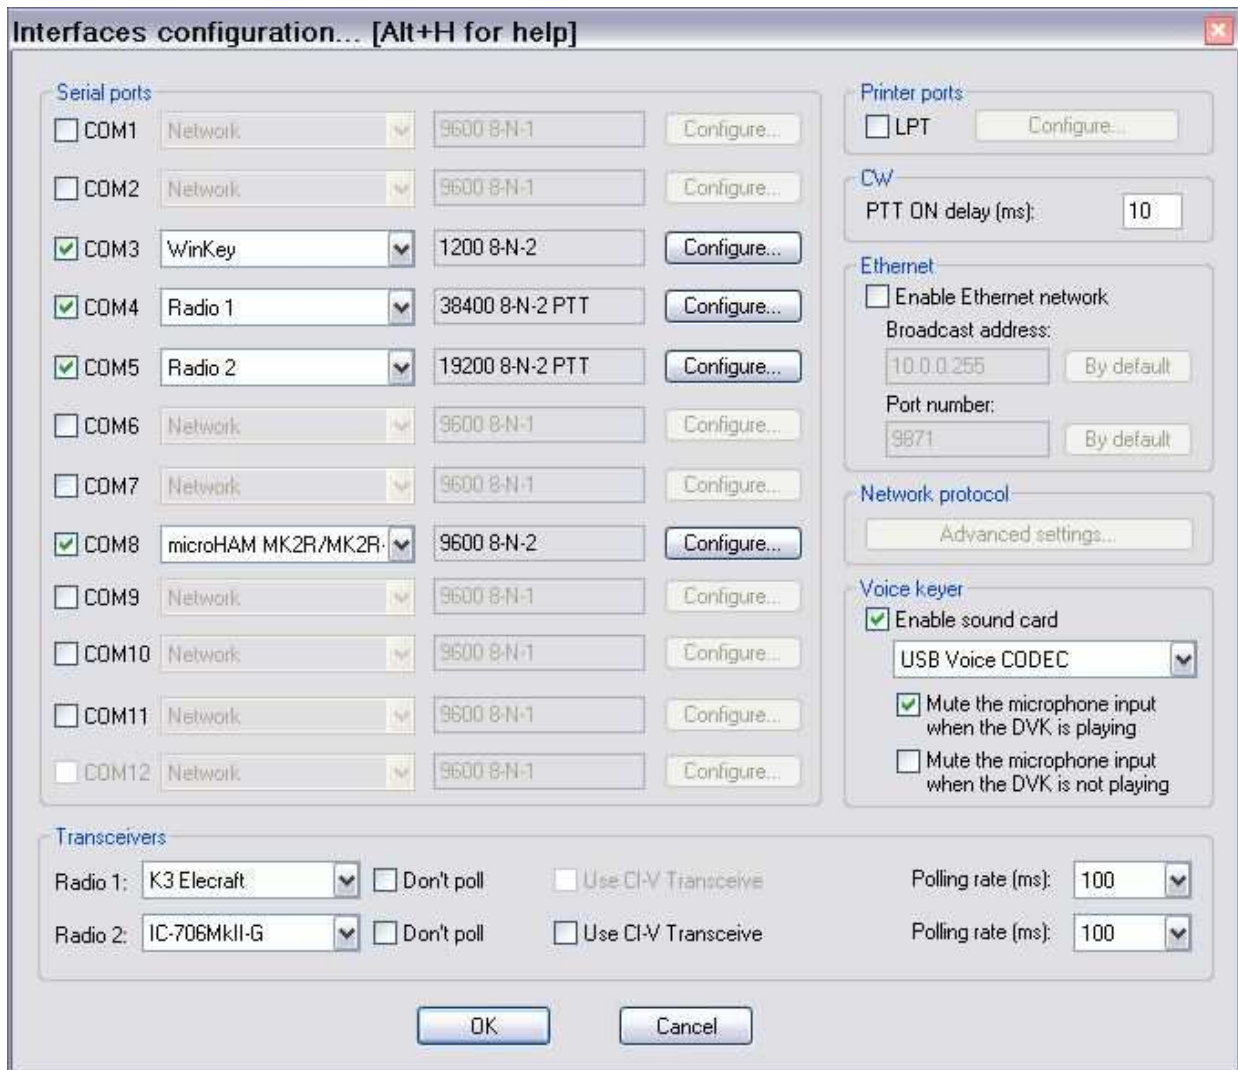 Interfaces configuration... [Alt+H for help]
Serial ports
COM1 Network 9600 8-N-1 Configure...
COM2 Network 9600 8-N-1 Configure...
COM3 WinKey 1200 8-N-2 Configure...
COM4 Radio 1 38400 8-N-2 PTT Configure...
COM5 Radio 2 19200 8-N-2 PTT Configure...
COM6 Network 9600 8-N-1 Configure...
COM7 Network 9600 8-N-1 Configure...
COM8 microHAM MK2R/MK2R- 9600 8-N-2 Configure...
COM9 Network 9600 8-N-1 Configure...
COM10 Network 9600 8-N-1 Configure...
COM11 Network 9600 8-N-1 Configure...
COM12 Network 9600 8-N-1 Configure...
Printer ports
LPT Configure...
CW
PTT ON delay (ms): 10
Ethernet
Enable Ethernet network
Broadcast address:
10.0.0.255 By default
Port number:
9871 By default
Network protocol
Advanced settings...
Voice keyer
Enable sound card
USB Voice CODEC
Mute the microphone input
when the DVK is playing
Mute the microphone input
when the DVK is not playing
Transceivers
Radio 1: K3 Elecraft Don't poll Use CI-V Transceive Polling rate (ms): 100
Radio 2: IC-706MkII-G Don't poll Use CI-V Transceive Polling rate (ms): 100
OK Cancel